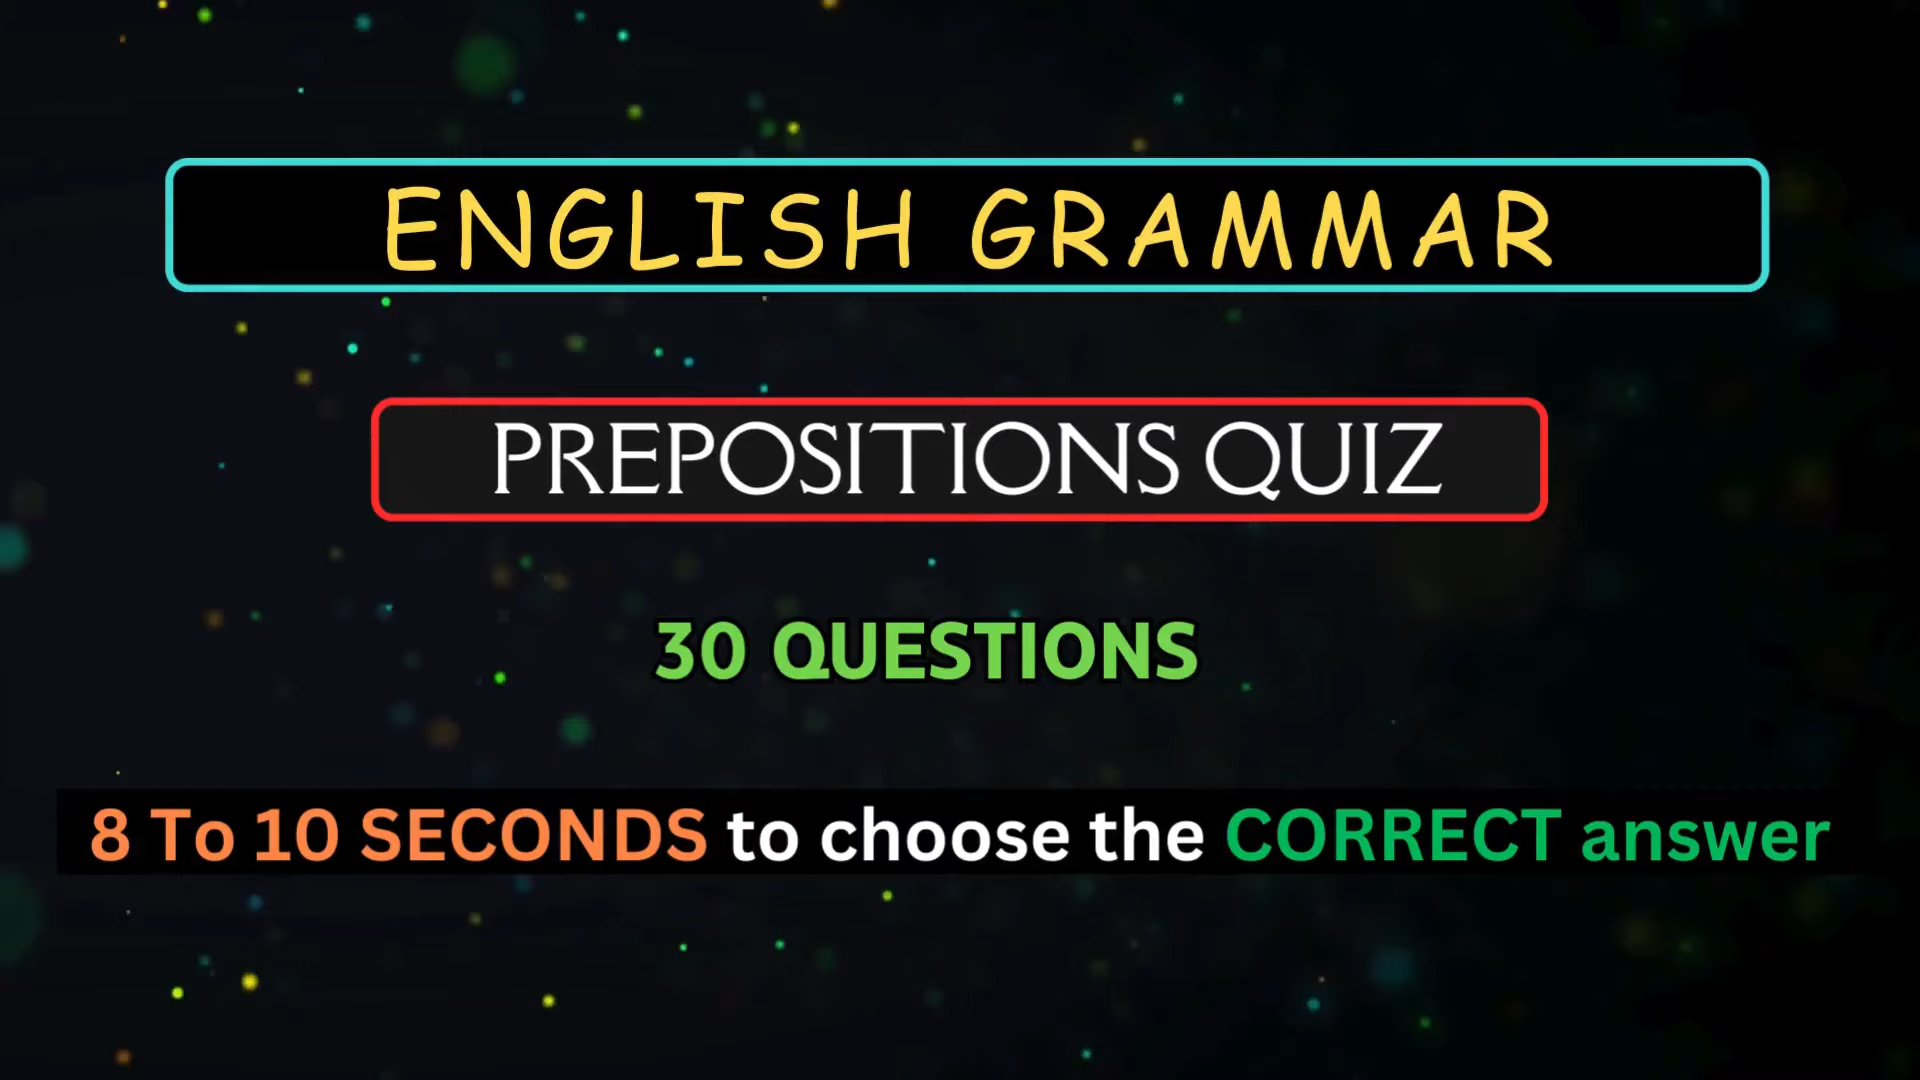 ENGLISH GRAMMAR
PREPOSITIONS QUIZ
30 QUESTIONS
8 To 10 SECONDS to choose the CORRECT answer